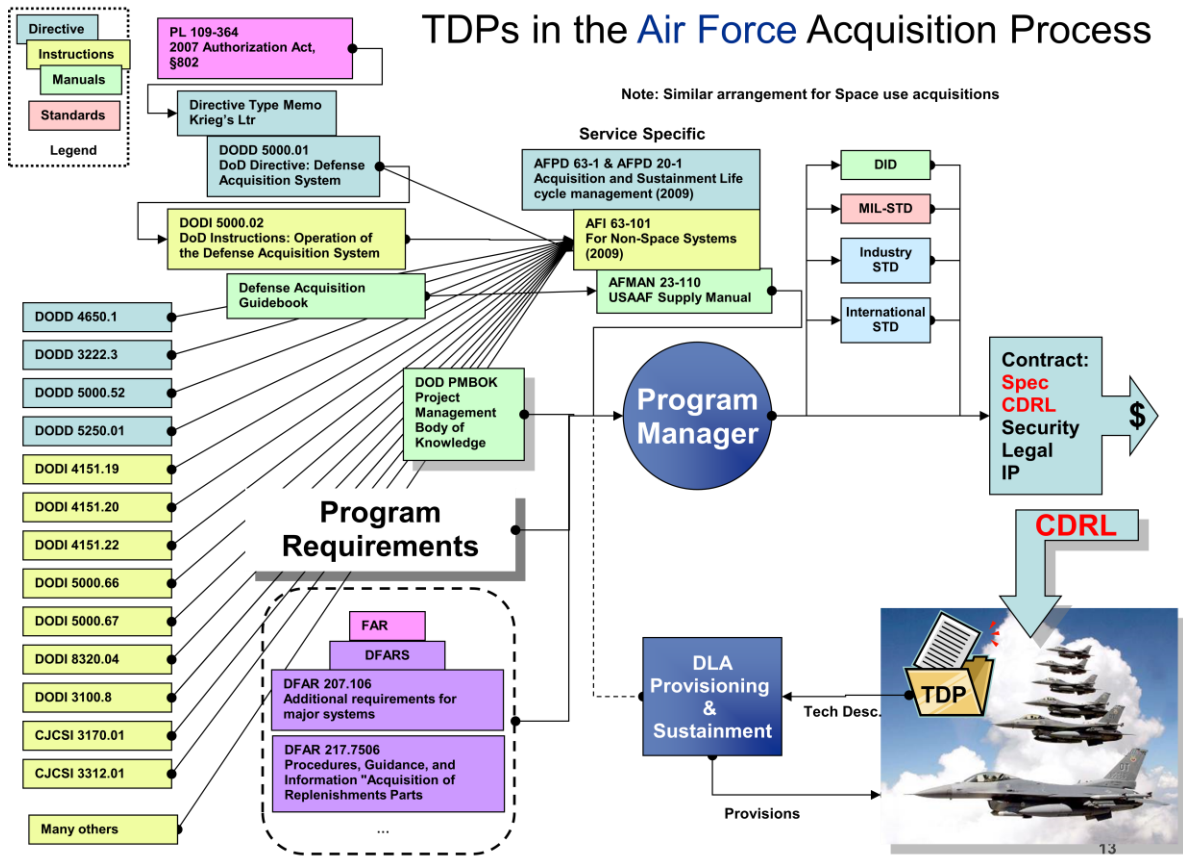 TDPs in the Air Force Acquisition Process
Directive
Instructions
Manuals
Standards
Legend
PL 109-364
2007 Authorization Act,
§802
Directive Type Memo
Krieg's Ltr
DODD 5000.01
DoD Directive: Defense
Acquisition System
DODI 5000.02
DoD Instructions: Operation of
the Defense Acquisition System
Defense Acquisition
Guidebook
Note: Similar arrangement for Space use acquisitions
Service Specific
AFPD 63-1 & AFPD 20-1
Acquisition and Sustainment Life
cycle management (2009)
AFI 63-101
For Non-Space Systems
(2009)
AFMAN 23-110
USAAF Supply Manual
DID
MIL-STD
Industry
STD
International
STD
DODD 4650.1
DODD 3222.3
DODD 5000.52
DODD 5250.01
DODI 4151.19
DODI 4151.20
DODI 4151.22
DODI 5000.66
DODI 5000.67
DODI 8320.04
DODI 3100.8
CJCSI 3170.01
CJCSI 3312.01
Many others
DOD PMBOK
Project
Management
Body of
Knowledge
Program
Requirements
FAR
DFARS
DFAR 207.106
Additional requirements for
major systems
DFAR 217.7506
Procedures, Guidance, and
Information "Acquisition of
Replenishments Parts
...
Program
Manager
Contract:
Spec
CDRL
Security
Legal
IP
$
CDRL
TDP
DLA
Provisioning
&
Sustainment
Tech Desc.
Provisions
13